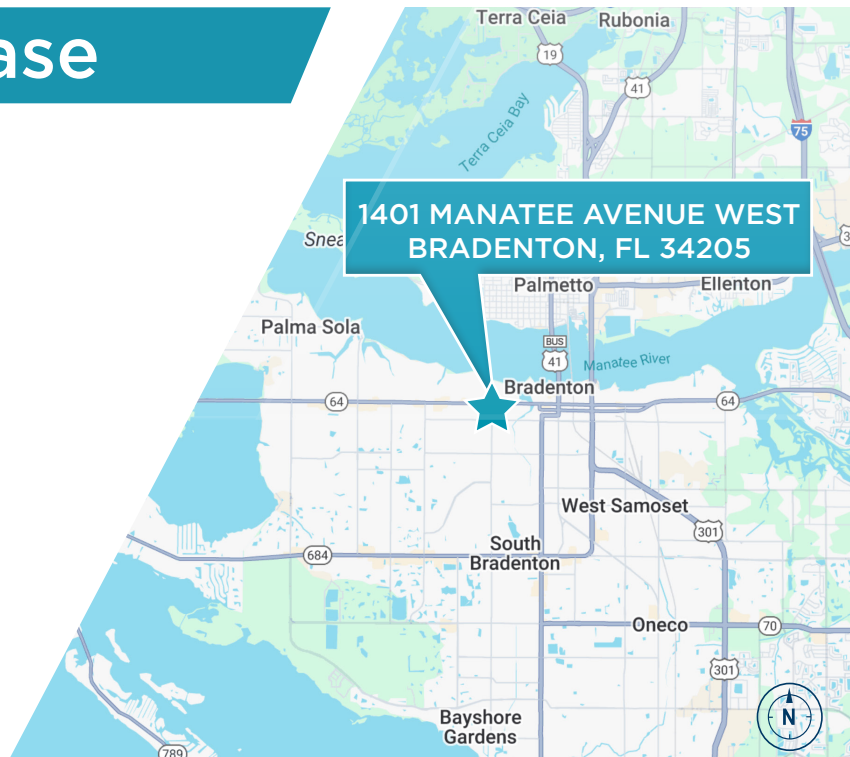 ase
Terra Ceia
Rubonia
19
41
75
Terra Ceia Bay
1401 MANATEE AVENUE WEST
BRADENTON, FL 34205
Snea
3
Palmetto
Ellenton
Palma Sola
BUS
41
Manatee River
Bradenton
64
64
West Samoset
301
South
Bradenton
684
Oneco
70
301
N
Bayshore
Gardens
789